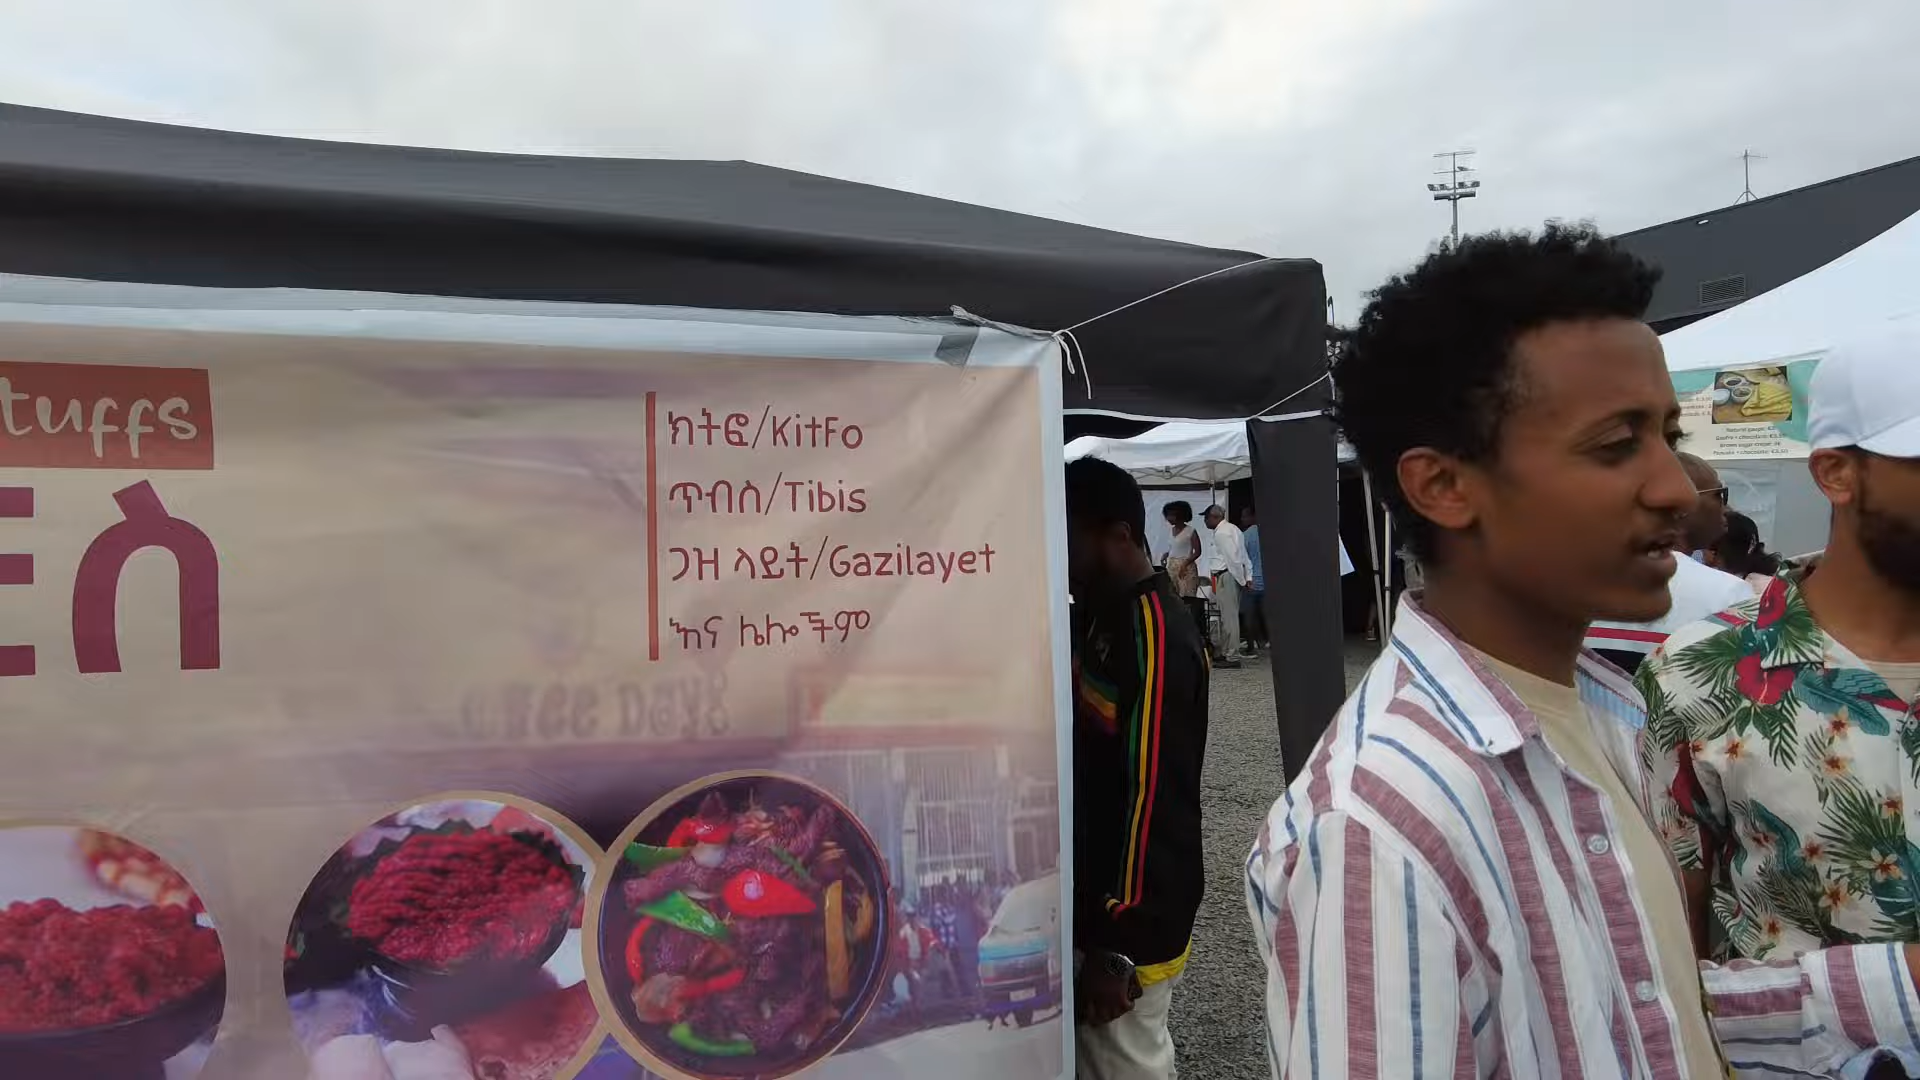 tuffs
ስ
ክትፎ/Kitfo
ጥብስ/Tibis
ጋዝ ላይት/Gazilayet
እና ሌሎችም